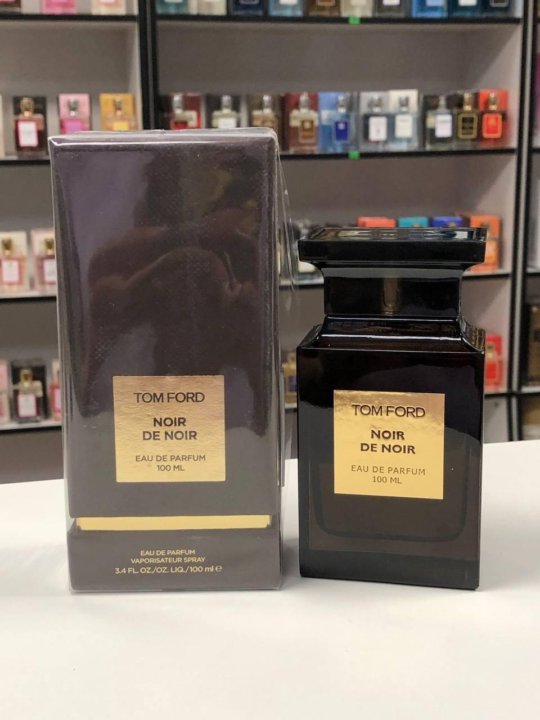 TOM FORD
NOIR
DE NOIR
EAU DE PARFUM
100 ML
EAU DE PARFUM
VAPORISATEUR SPRAY
3.4 FL. OZ./OZ. LIQ./100 ml ℮
TOM FORD
NOIR
DE NOIR
EAU DE PARFUM
100 ML